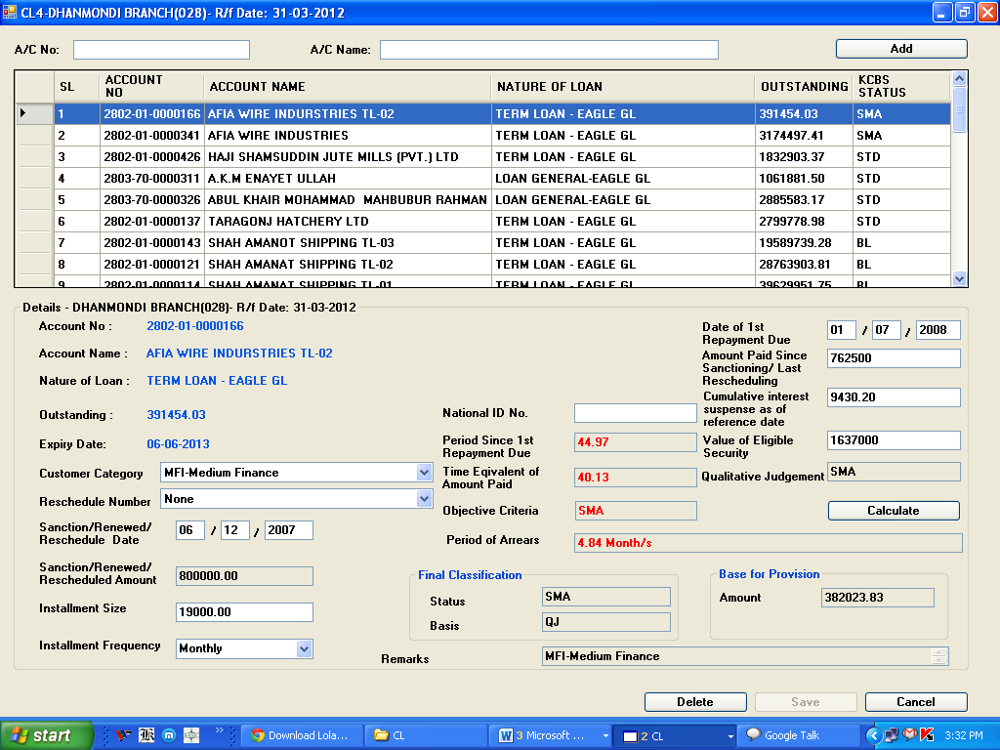 CL4-DHANMONDI BRANCH(028)- R/f Date: 31-03-2012
A/C No: A/C Name: Add
SL ACCOUNT NO ACCOUNT NAME NATURE OF LOAN OUTSTANDING KCBS STATUS
1 2802-01-0000166 AFIA WIRE INDURSTRIES TL-02 TERM LOAN - EAGLE GL 391454.03 SMA
2 2802-01-0000341 AFIA WIRE INDUSTRIES TERM LOAN - EAGLE GL 3174497.41 SMA
3 2802-01-0000426 HAJI SHAMSUDDIN JUTE MILLS (PVT.) LTD TERM LOAN - EAGLE GL 1832903.37 STD
4 2803-70-0000311 A.K.M ENAYET ULLAH LOAN GENERAL-EAGLE GL 1061881.50 STD
5 2803-70-0000326 ABUL KHAIR MOHAMMAD MAHBUBUR RAHMAN LOAN GENERAL-EAGLE GL 2885583.17 STD
6 2802-01-0000137 TARAGONJ HATCHERY LTD TERM LOAN - EAGLE GL 2799778.98 STD
7 2802-01-0000143 SHAH AMANOT SHIPPING TL-03 TERM LOAN - EAGLE GL 19589739.28 BL
8 2802-01-0000121 SHAH AMANAT SHIPPING TL-02 TERM LOAN - EAGLE GL 28763903.81 BL
9 2802-01-0000114 SHAH AMANAT SHIPPING TL-01 TERM LOAN - EAGLE GL 39629951.75 BL
Details - DHANMONDI BRANCH(028)- R/f Date: 31-03-2012
Account No : 2802-01-0000166
Account Name : AFIA WIRE INDURSTRIES TL-02
Nature of Loan : TERM LOAN - EAGLE GL
Outstanding : 391454.03
Expiry Date: 06-06-2013
Customer Category MFI-Medium Finance
Reschedule Number None
Sanction/Renewed/
Reschedule Date 06 / 12 / 2007
Sanction/Renewed/
Rescheduled Amount 800000.00
Installment Size 19000.00
Installment Frequency Monthly
National ID No.
Period Since 1st
Repayment Due 44.97
Time Eqivalent of
Amount Paid 40.13
Objective Criteria SMA
Period of Arrears 4.84 Month/s
Date of 1st
Repayment Due 01 / 07 / 2008
Amount Paid Since
Sanctioning/ Last
Rescheduling 762500
Cumulative interest
suspense as of
reference date 9430.20
Value of Eligible
Security 1637000
Qualitative Judgement SMA
Calculate
Final Classification
Status SMA
Basis QJ
Base for Provision
Amount 382023.83
Remarks MFI-Medium Finance
Delete Save Cancel
start Download Lola... CL 3 Microsoft ... 2 CL Google Talk 3:32 PM